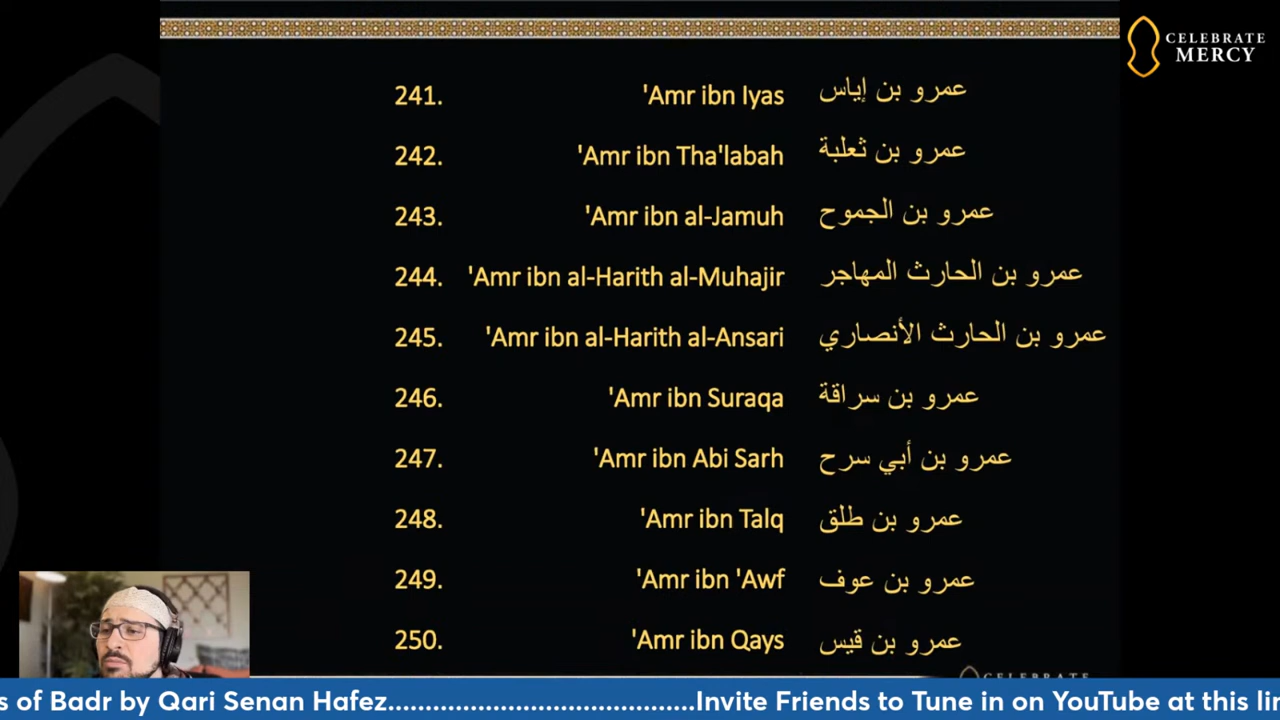 CELEBRATE
MERCY
241. 'Amr ibn Iyas عمرو بن إياس
242. 'Amr ibn Tha'labah عمرو بن ثعلبة
243. 'Amr ibn al-Jamuh عمرو بن الجموح
244. 'Amr ibn al-Harith al-Muhajir عمرو بن الحارث المهاجر
245. 'Amr ibn al-Harith al-Ansari عمرو بن الحارث الأنصاري
246. 'Amr ibn Suraqa عمرو بن سراقة
247. 'Amr ibn Abi Sarh عمرو بن أبي سرح
248. 'Amr ibn Talq عمرو بن طلق
249. 'Amr ibn 'Awf عمرو بن عوف
250. 'Amr ibn Qays عمرو بن قيس
CELEBRATE
s of Badr by Qari Senan Hafez.........................................Invite Friends to Tune in on YouTube at this lin